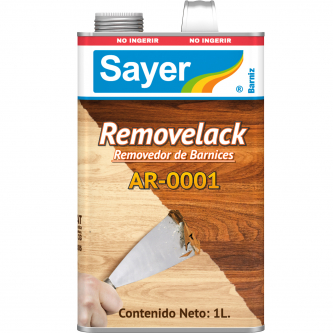 NO INGERIR NO INGERIR
Sayer
® Barniz
Removelack
Removedor de Barnices
AR-0001
Contenido Neto: 1L.